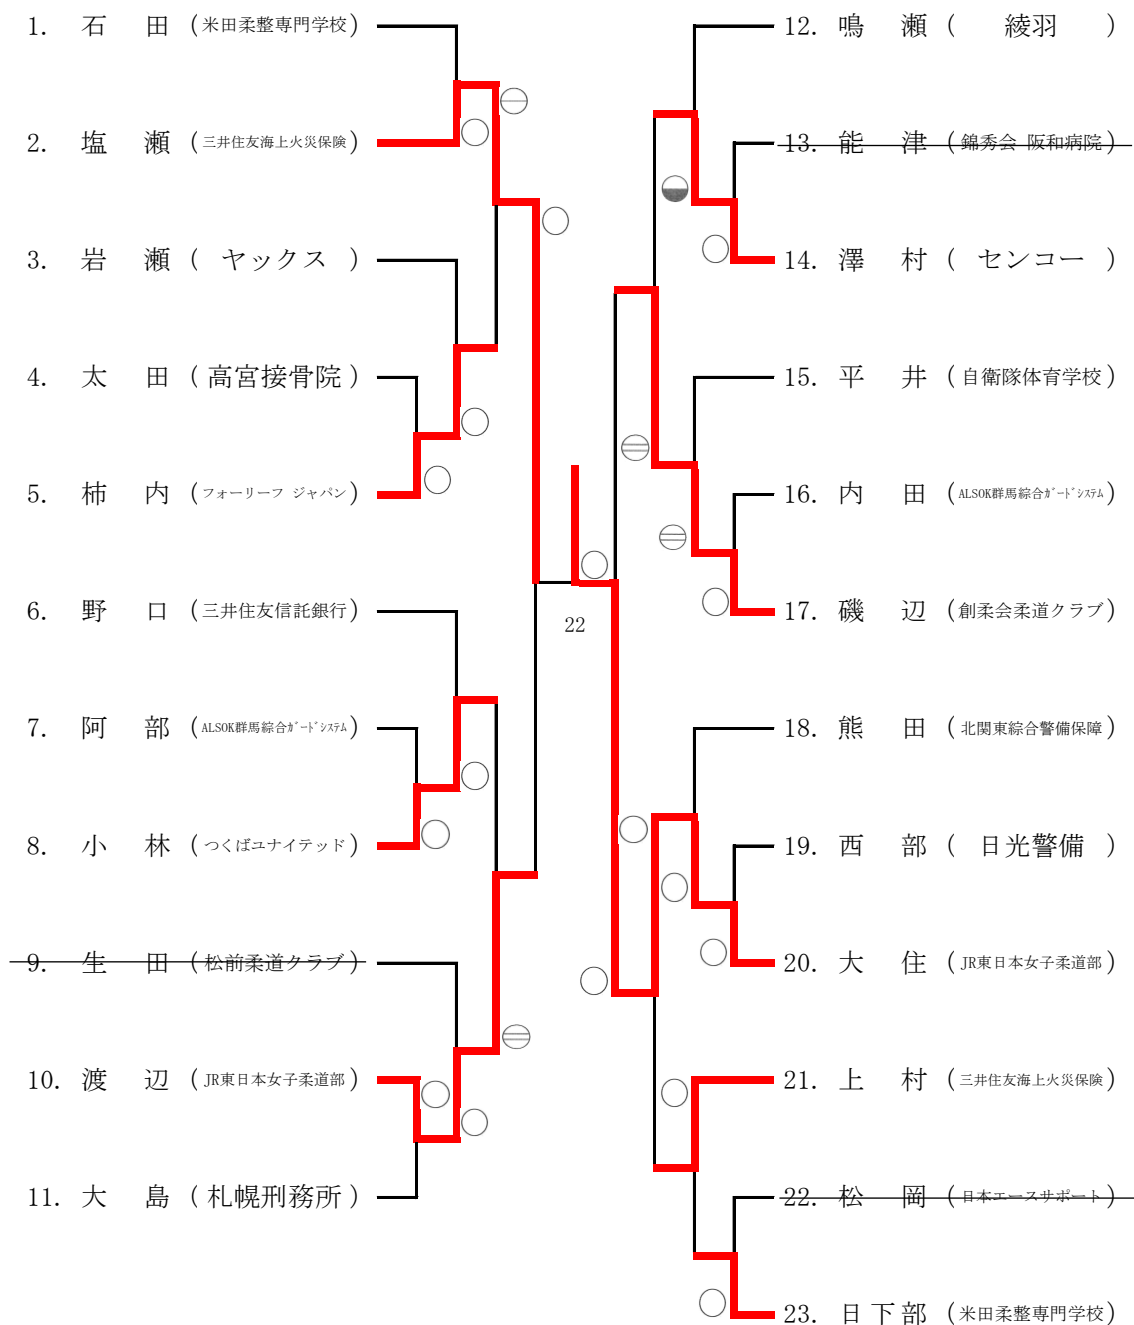 1. 石 田 (米田柔整専門学校)
2. 塩 瀬 (三井住友海上火災保険)
3. 岩 瀬 ( ヤックス )
4. 太 田 (高宮接骨院)
5. 柿 内 (フォーリーフ ジャパン)
6. 野 口 (三井住友信託銀行)
7. 阿 部 (ALSOK群馬綜合ガードシステム)
8. 小 林 (つくばユナイテッド)
9. 生 田 (松前柔道クラブ)
10. 渡 辺 (JR東日本女子柔道部)
11. 大 島 (札幌刑務所)
22
12. 鳴 瀬 ( 綾羽 )
13. 能 津 (錦秀会 阪和病院)
14. 澤 村 ( センコー )
15. 平 井 (自衛隊体育学校)
16. 内 田 (ALSOK群馬綜合ガードシステム)
17. 磯 辺 (創柔会柔道クラブ)
18. 熊 田 (北関東綜合警備保障)
19. 西 部 ( 日光警備 )
20. 大 住 (JR東日本女子柔道部)
21. 上 村 (三井住友海上火災保険)
22. 松 岡 (日本エースサポート)
23. 日下部 (米田柔整専門学校)